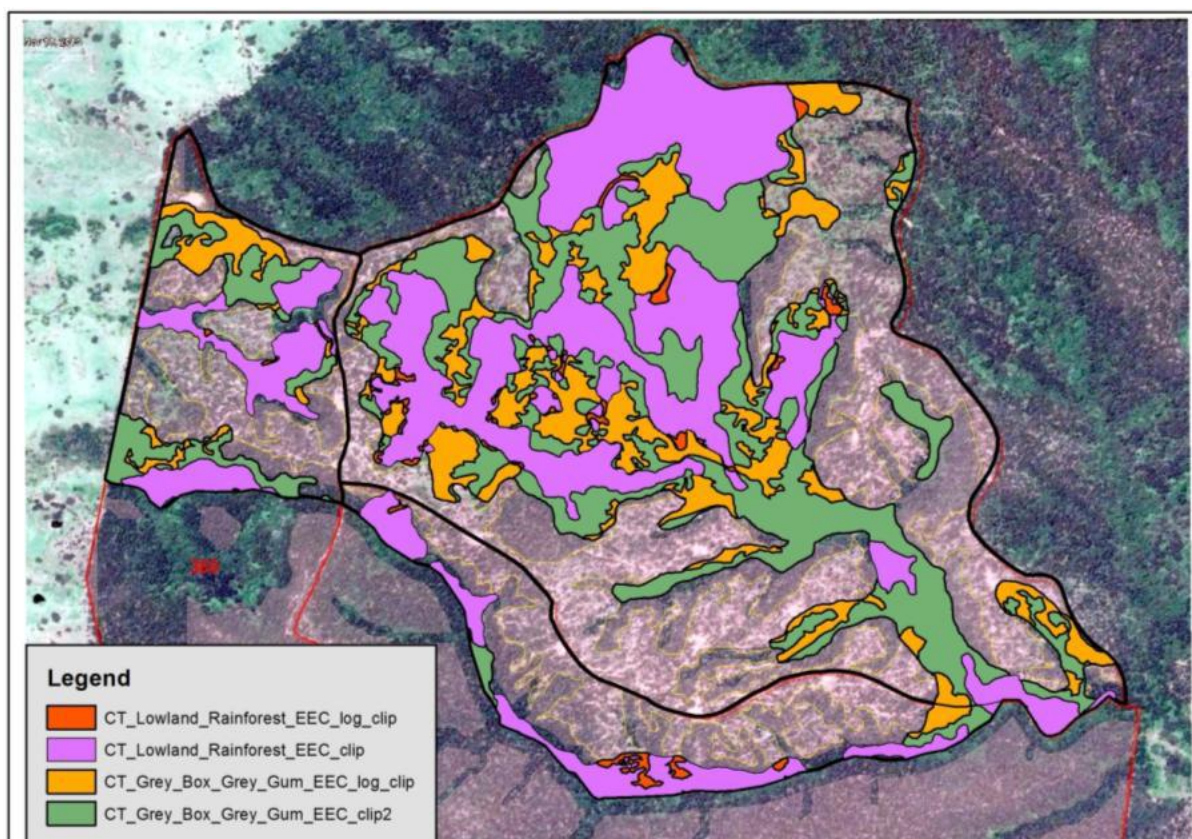 Legend
CT_Lowland_Rainforest_EEC_log_clip
CT_Lowland_Rainforest_EEC_clip
CT_Grey_Box_Grey_Gum_EEC_log_clip
CT_Grey_Box_Grey_Gum_EEC_clip2